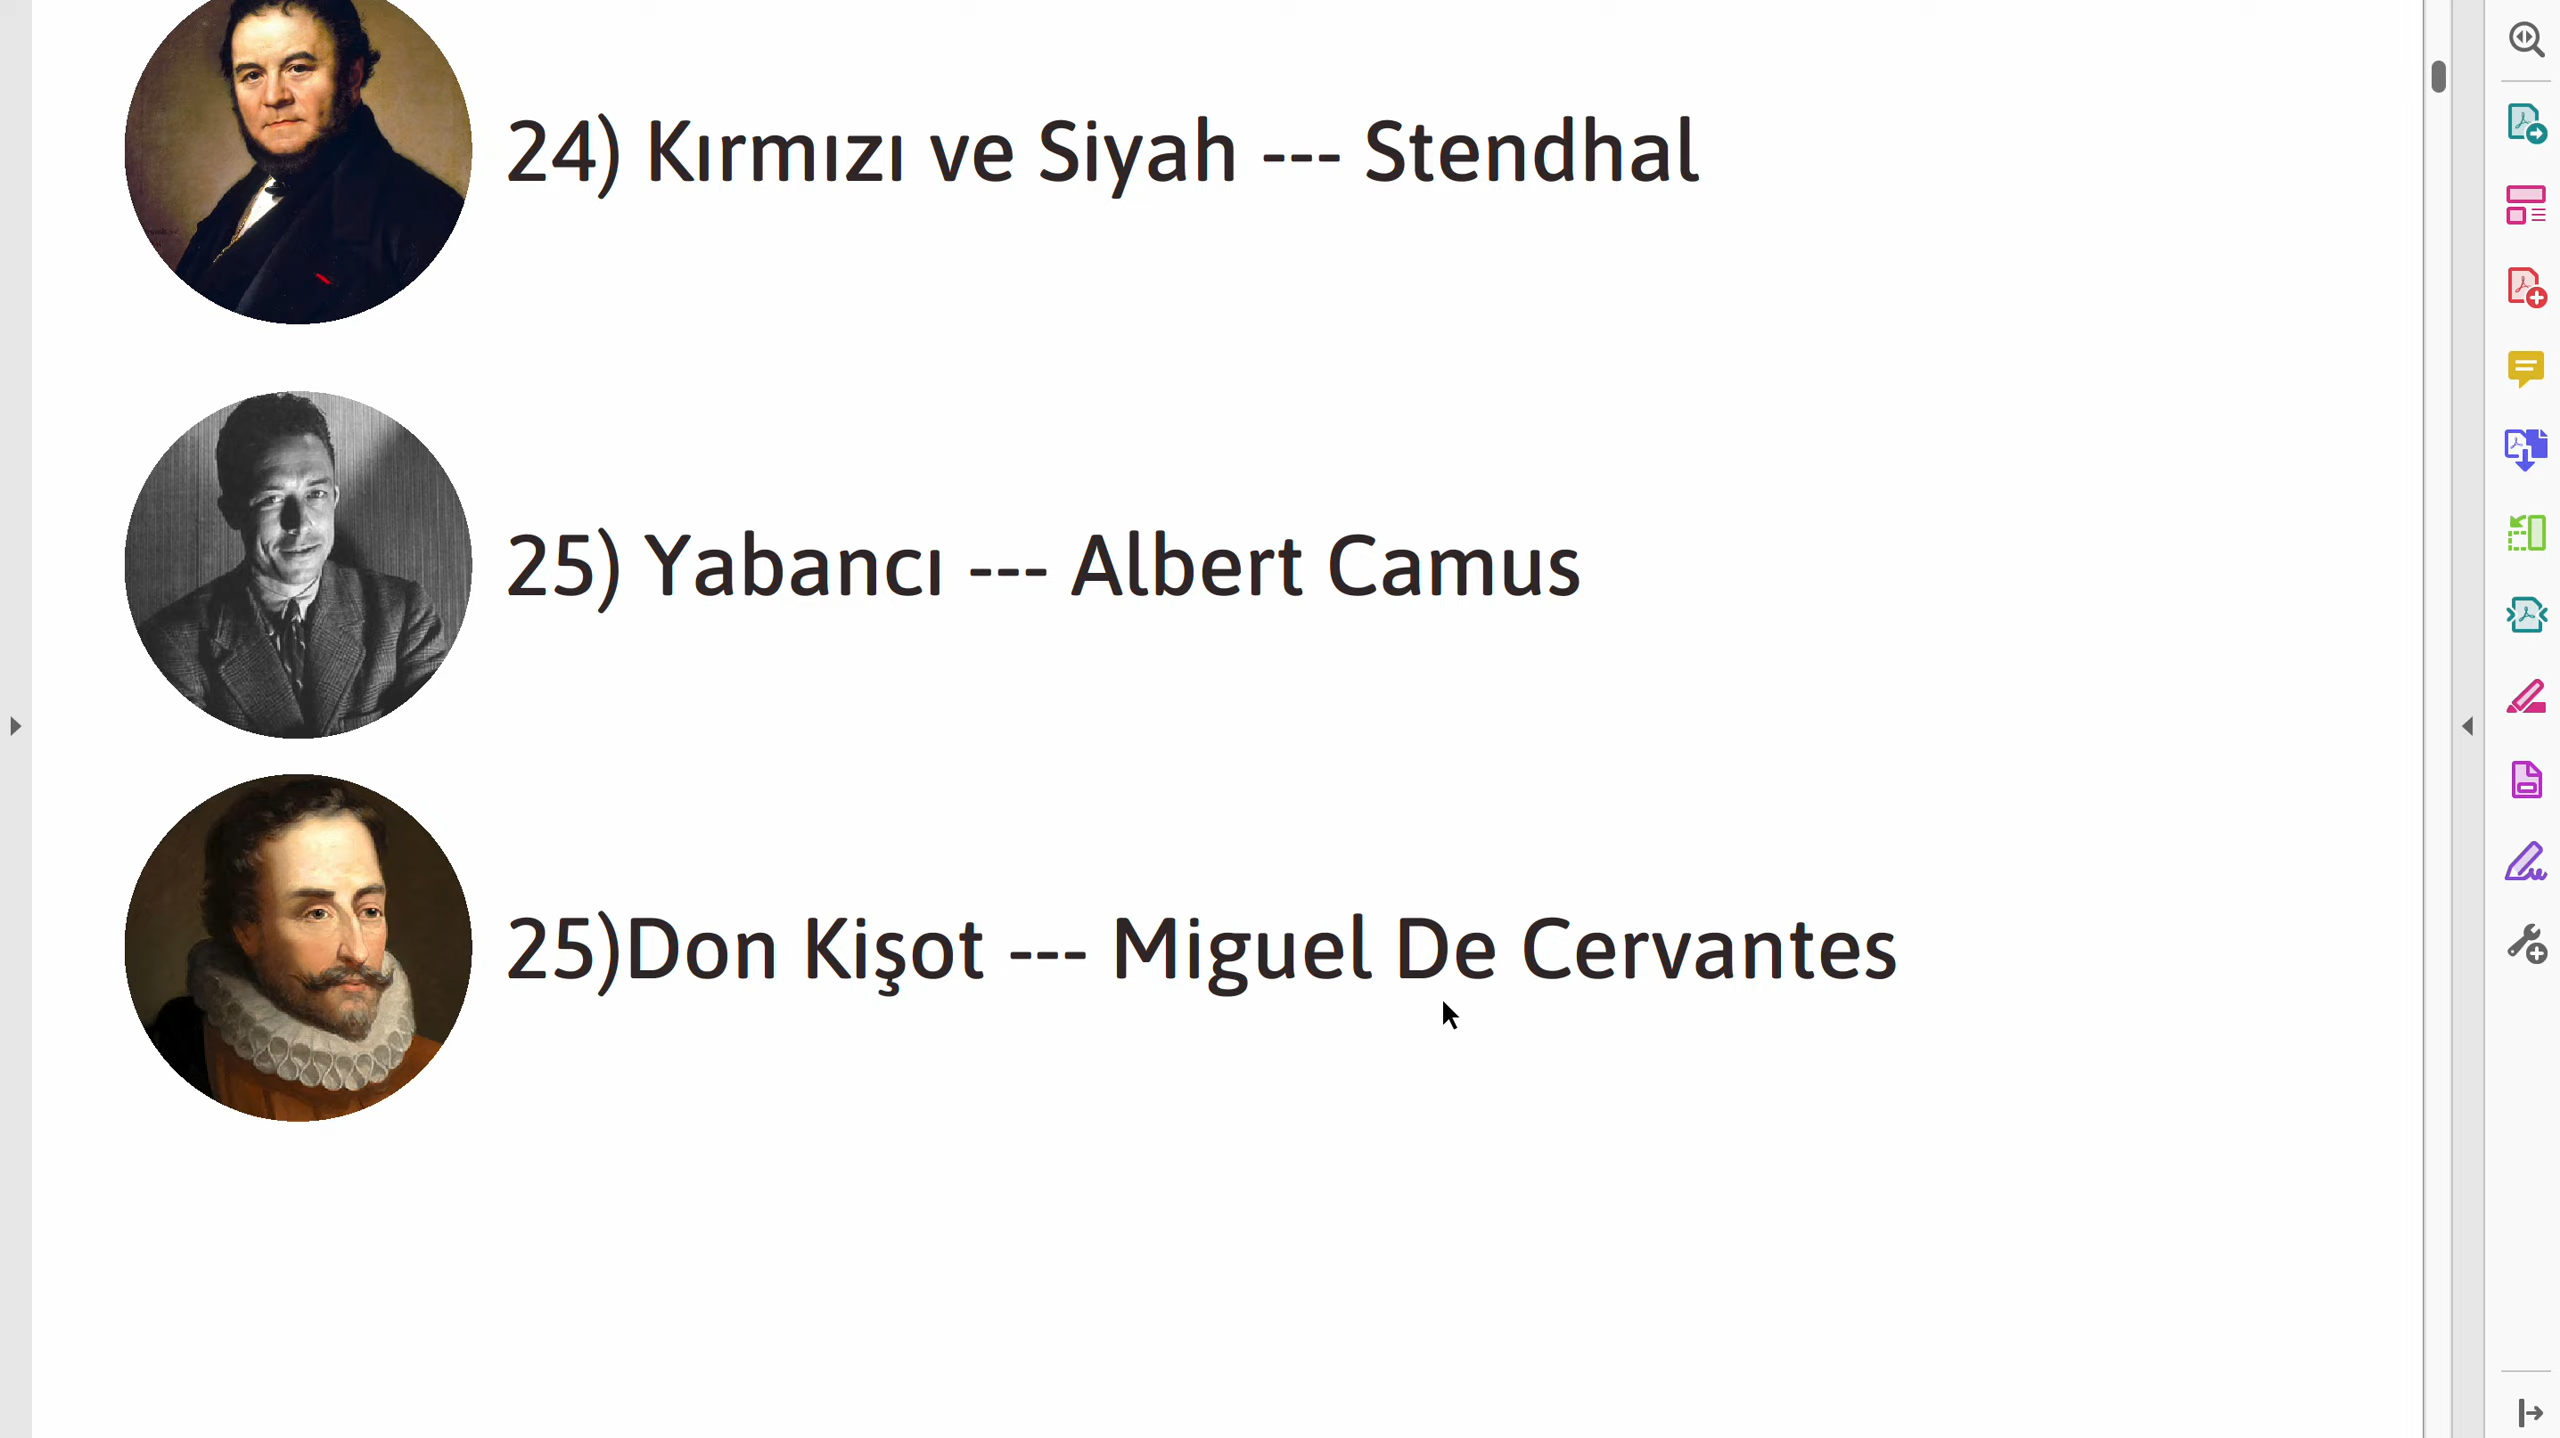 24) Kırmızı ve Siyah --- Stendhal
25) Yabancı --- Albert Camus
25)Don Kişot --- Miguel De Cervantes